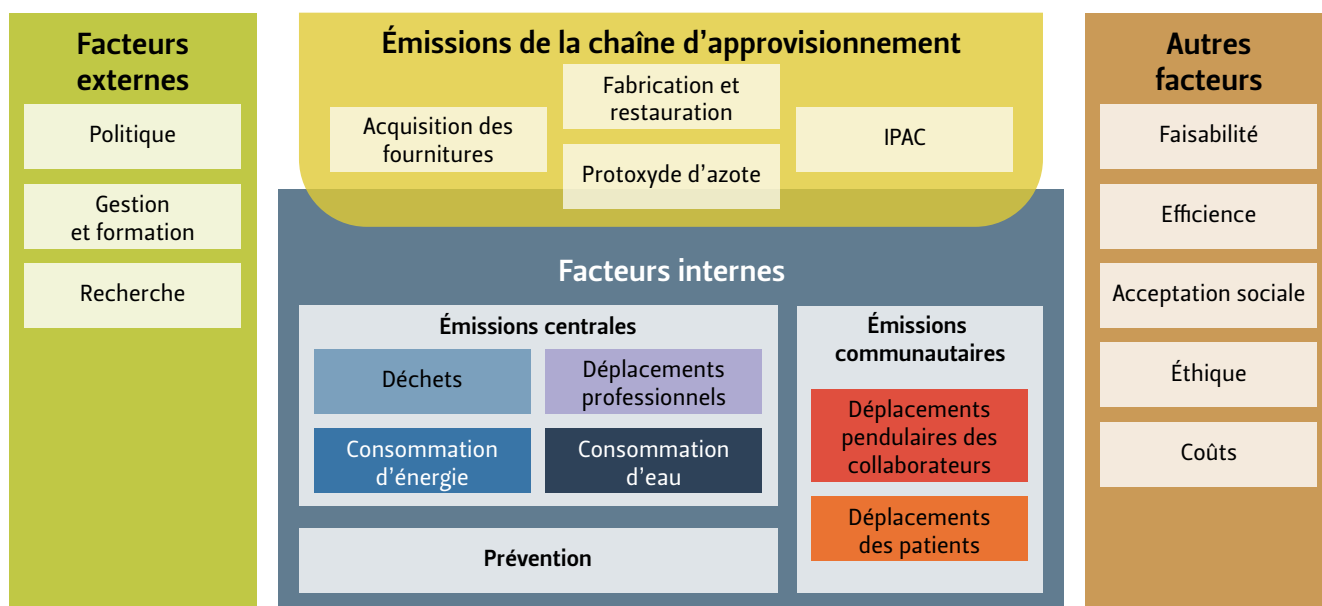 Facteurs
externes
Politique
Gestion
et formation
Recherche
Émissions de la chaîne d’approvisionnement
Acquisition des
fournitures
Fabrication et
restauration
Protoxyde d’azote
IPAC
Facteurs internes
Émissions centrales
Déchets
Déplacements
professionnels
Consommation
d’énergie
Consommation
d’eau
Prévention
Émissions
communautaires
Déplacements
pendulaires des
collaborateurs
Déplacements
des patients
Autres
facteurs
Faisabilité
Efficience
Acceptation sociale
Éthique
Coûts